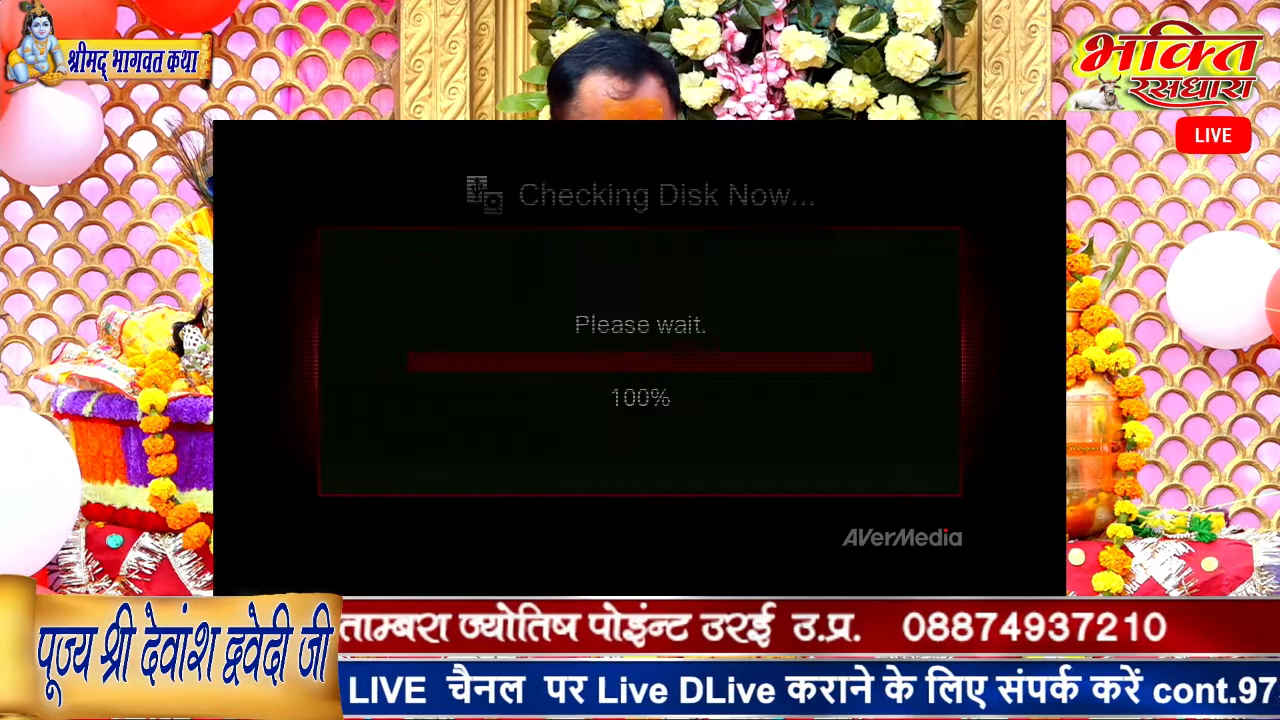 श्रीमद् भागवत कथा
भक्ति
रसधारा
LIVE
Checking Disk Now...
Please wait.
100%
AVerMedia
पूज्य श्री देवांश द्ववेदी जी
ताम्बरा ज्योतिष पोइंन्ट उरई उ.प्र. 08874937210
LIVE चैनल पर Live DLive कराने के लिए संपर्क करें cont.97